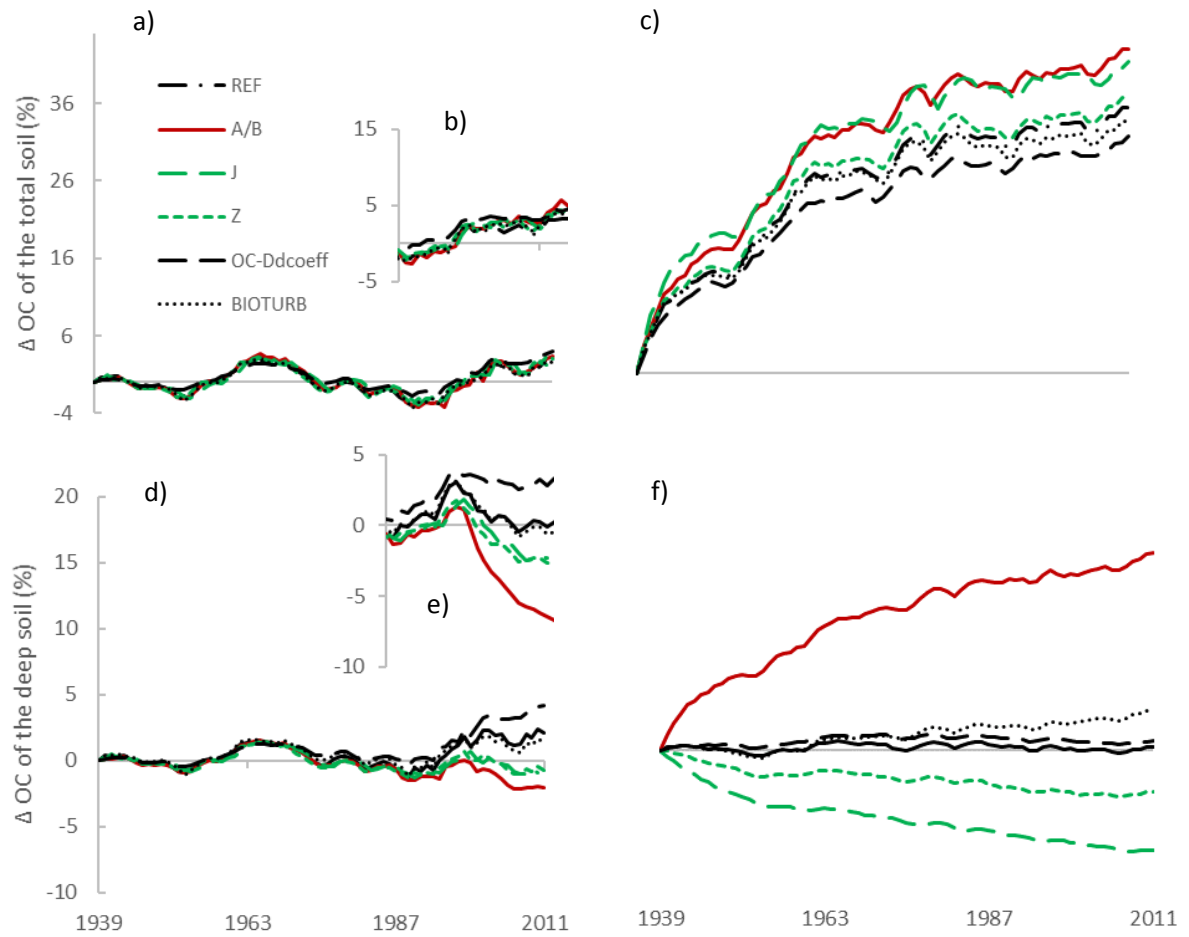 a)
c)
Δ OC of the total soil (%)
36
26
16
6
-4
REF
A/B
J
Z
OC-Ddcoeff
BIOTURB
b)
15
5
-5
Δ OC of the deep soil (%)
20
15
10
5
0
-5
-10
d)
5
0
-5
-10
e)
f)
1939
1963
1987
2011
1939
1963
1987
2011